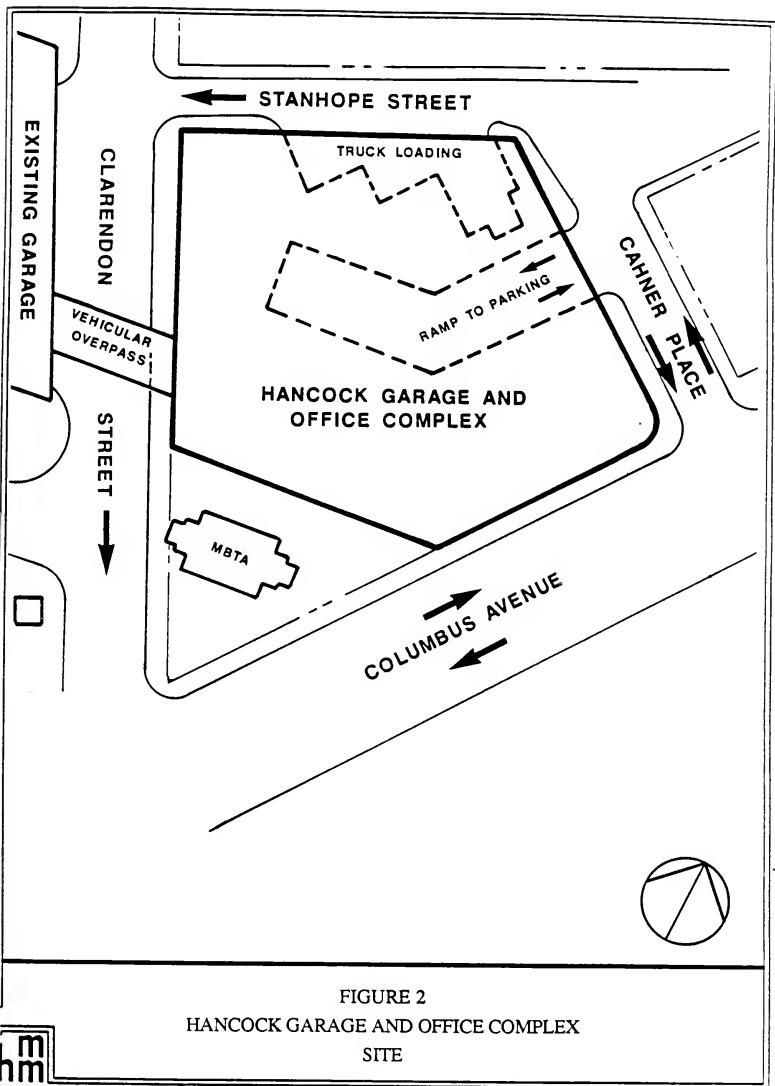 STANHOPE STREET
TRUCK LOADING
EXISTING GARAGE
CLARENDON
CAHNER PLACE
RAMP TO PARKING
VEHICULAR
OVERPASS
HANCOCK GARAGE AND
OFFICE COMPLEX
STREET
MBTA
COLUMBUS AVENUE
FIGURE 2
HANCOCK GARAGE AND OFFICE COMPLEX
SITE
m
hm